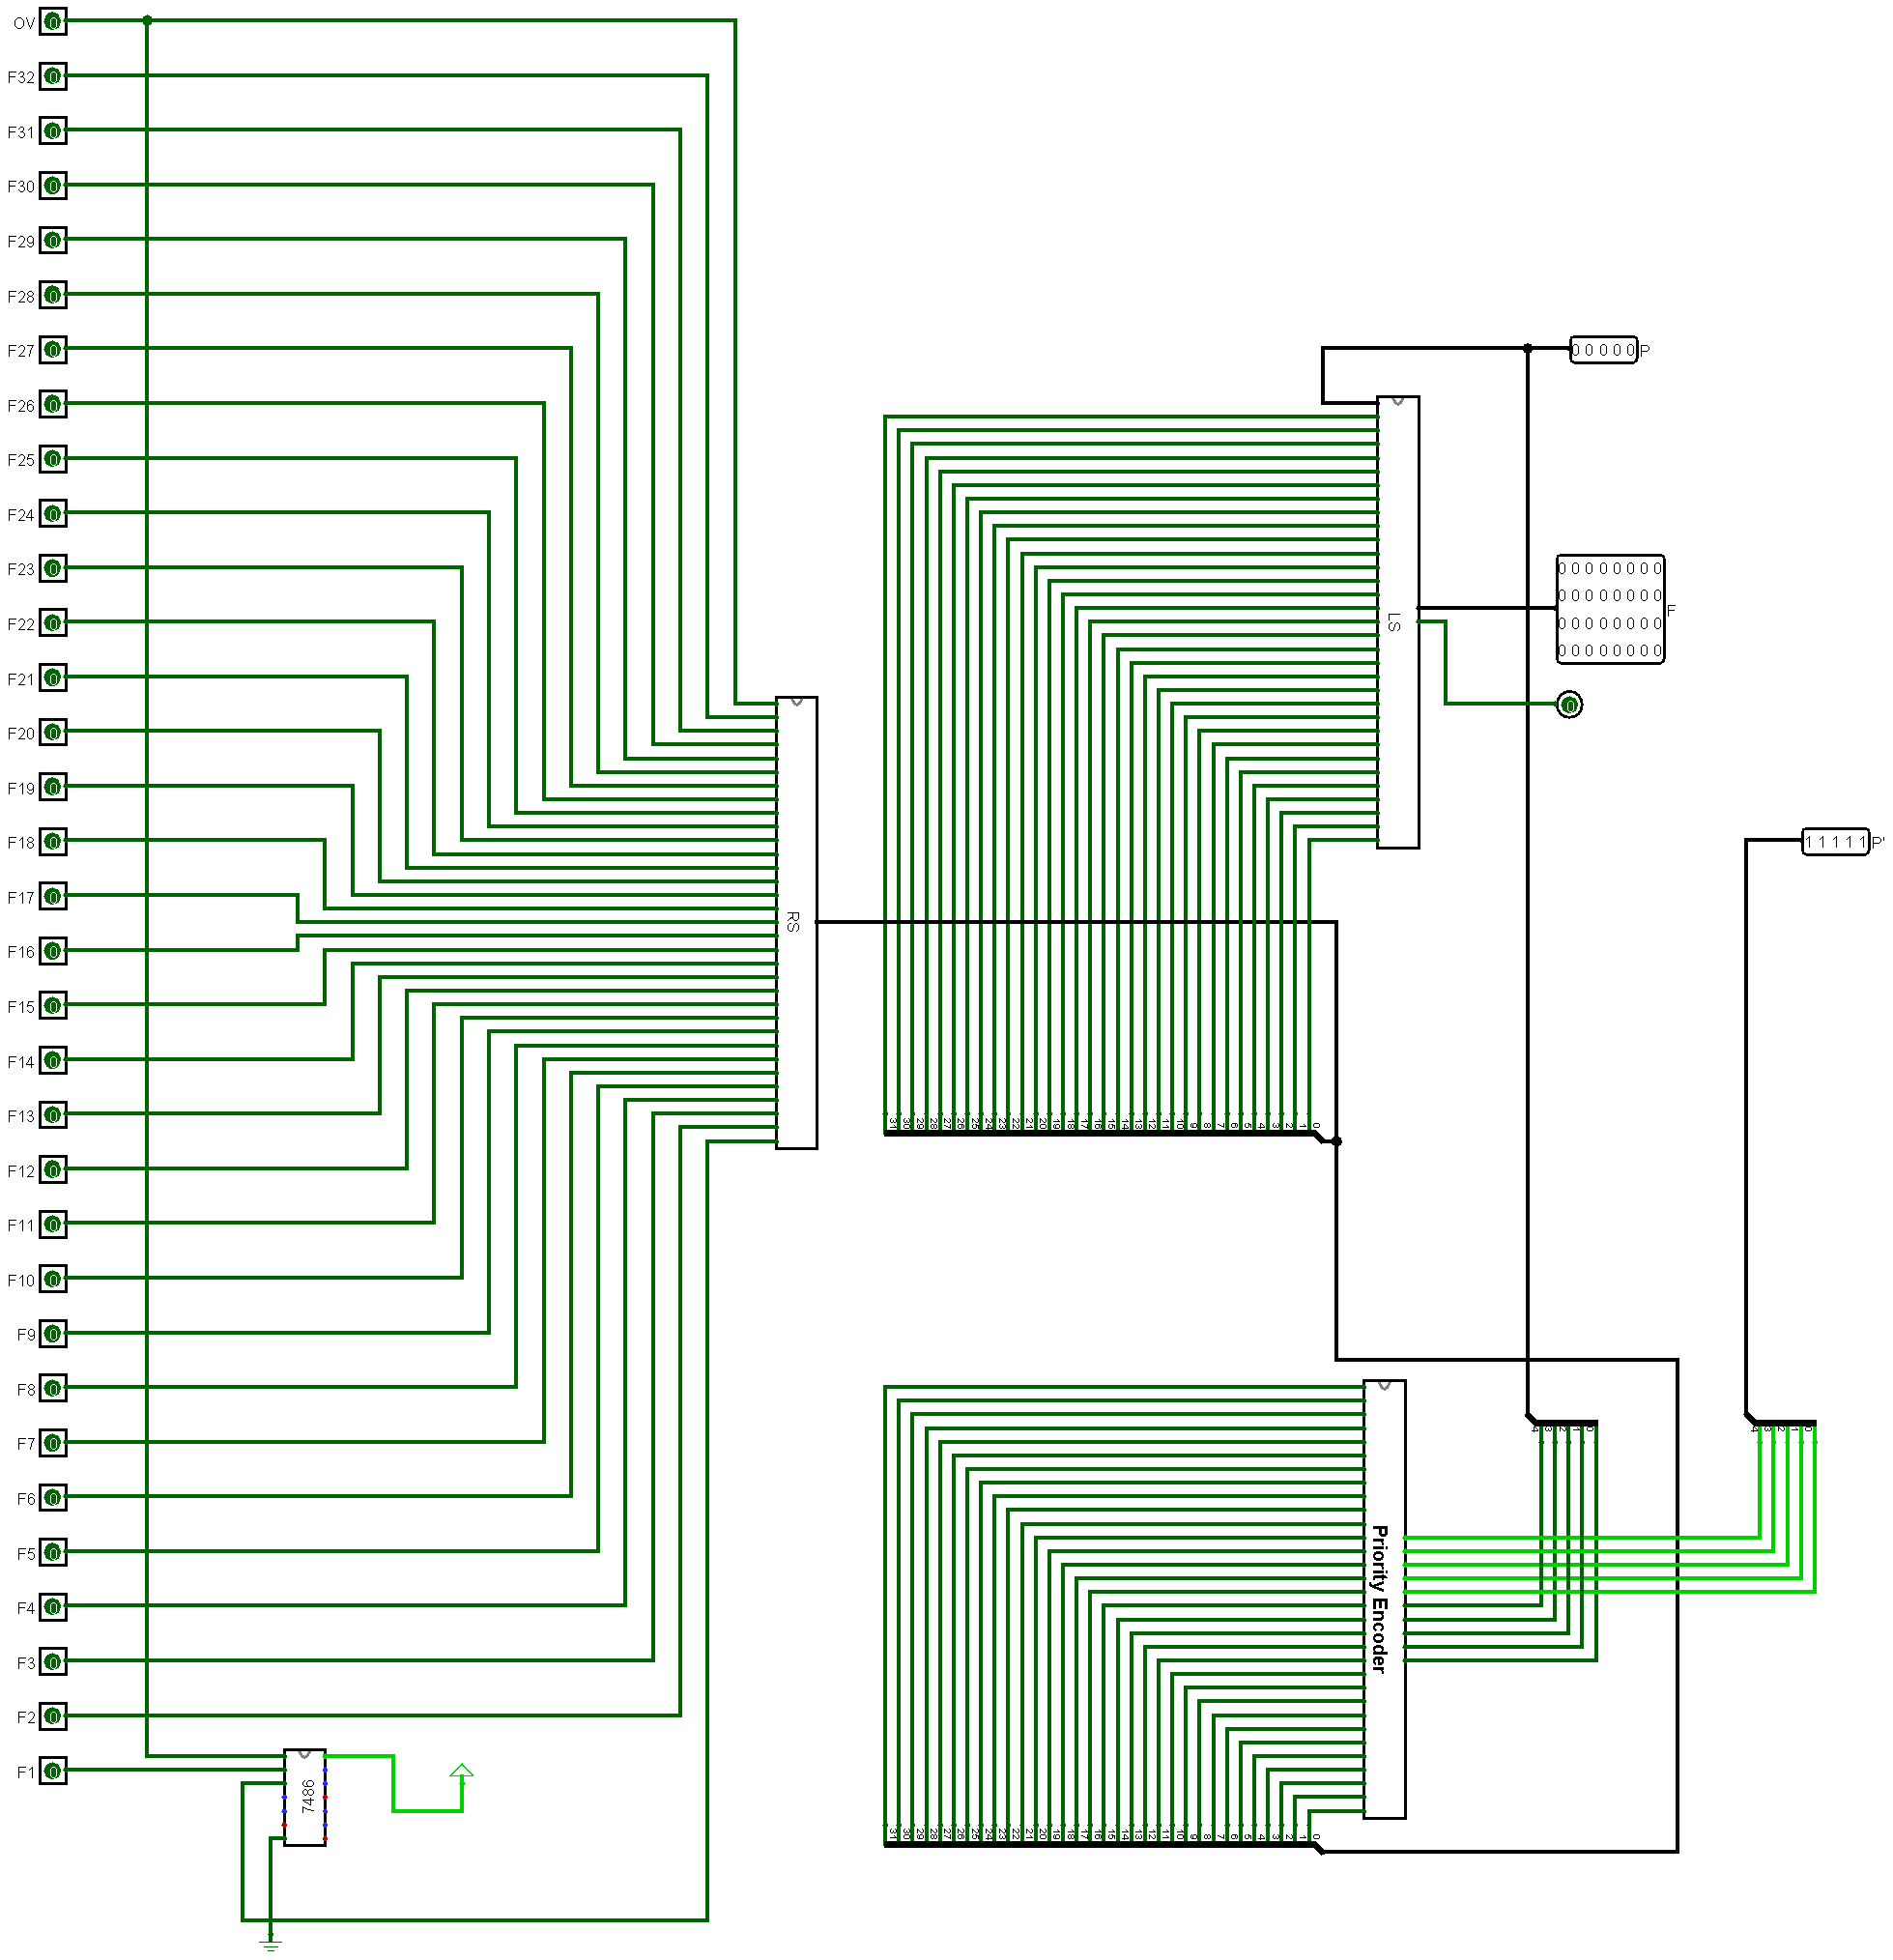 OV 0
F32 0
F31 0
F30 0
F29 0
F28 0
F27 0
0 0 0 0 0 P
F26 0
F25 0
F24 0
F23 0
0 0 0 0 0 0 0 0
0 0 0 0 0 0 0 0
F
0 0 0 0 0 0 0 0
0 0 0 0 0 0 0 0
LS
F22 0
F21 0
0
F20 0
F19 0
F18 0
1 1 1 1 1 P'
F17 0
RS
F16 0
F15 0
F14 0
F13 0
31 30 29 28 27 26 25 24 23 22 21 20 19 18 17 16 15 14 13 12 11 10 9 8 7 6 5 4 3 2 1 0
F12 0
F11 0
F10 0
F9 0
F8 0
4 3 2 1 0
4 3 2 1 0
F7 0
F6 0
F5 0
Priority Encoder
F4 0
F3 0
F2 0
F1 0
7486
31 30 29 28 27 26 25 24 23 22 21 20 19 18 17 16 15 14 13 12 11 10 9 8 7 6 5 4 3 2 1 0